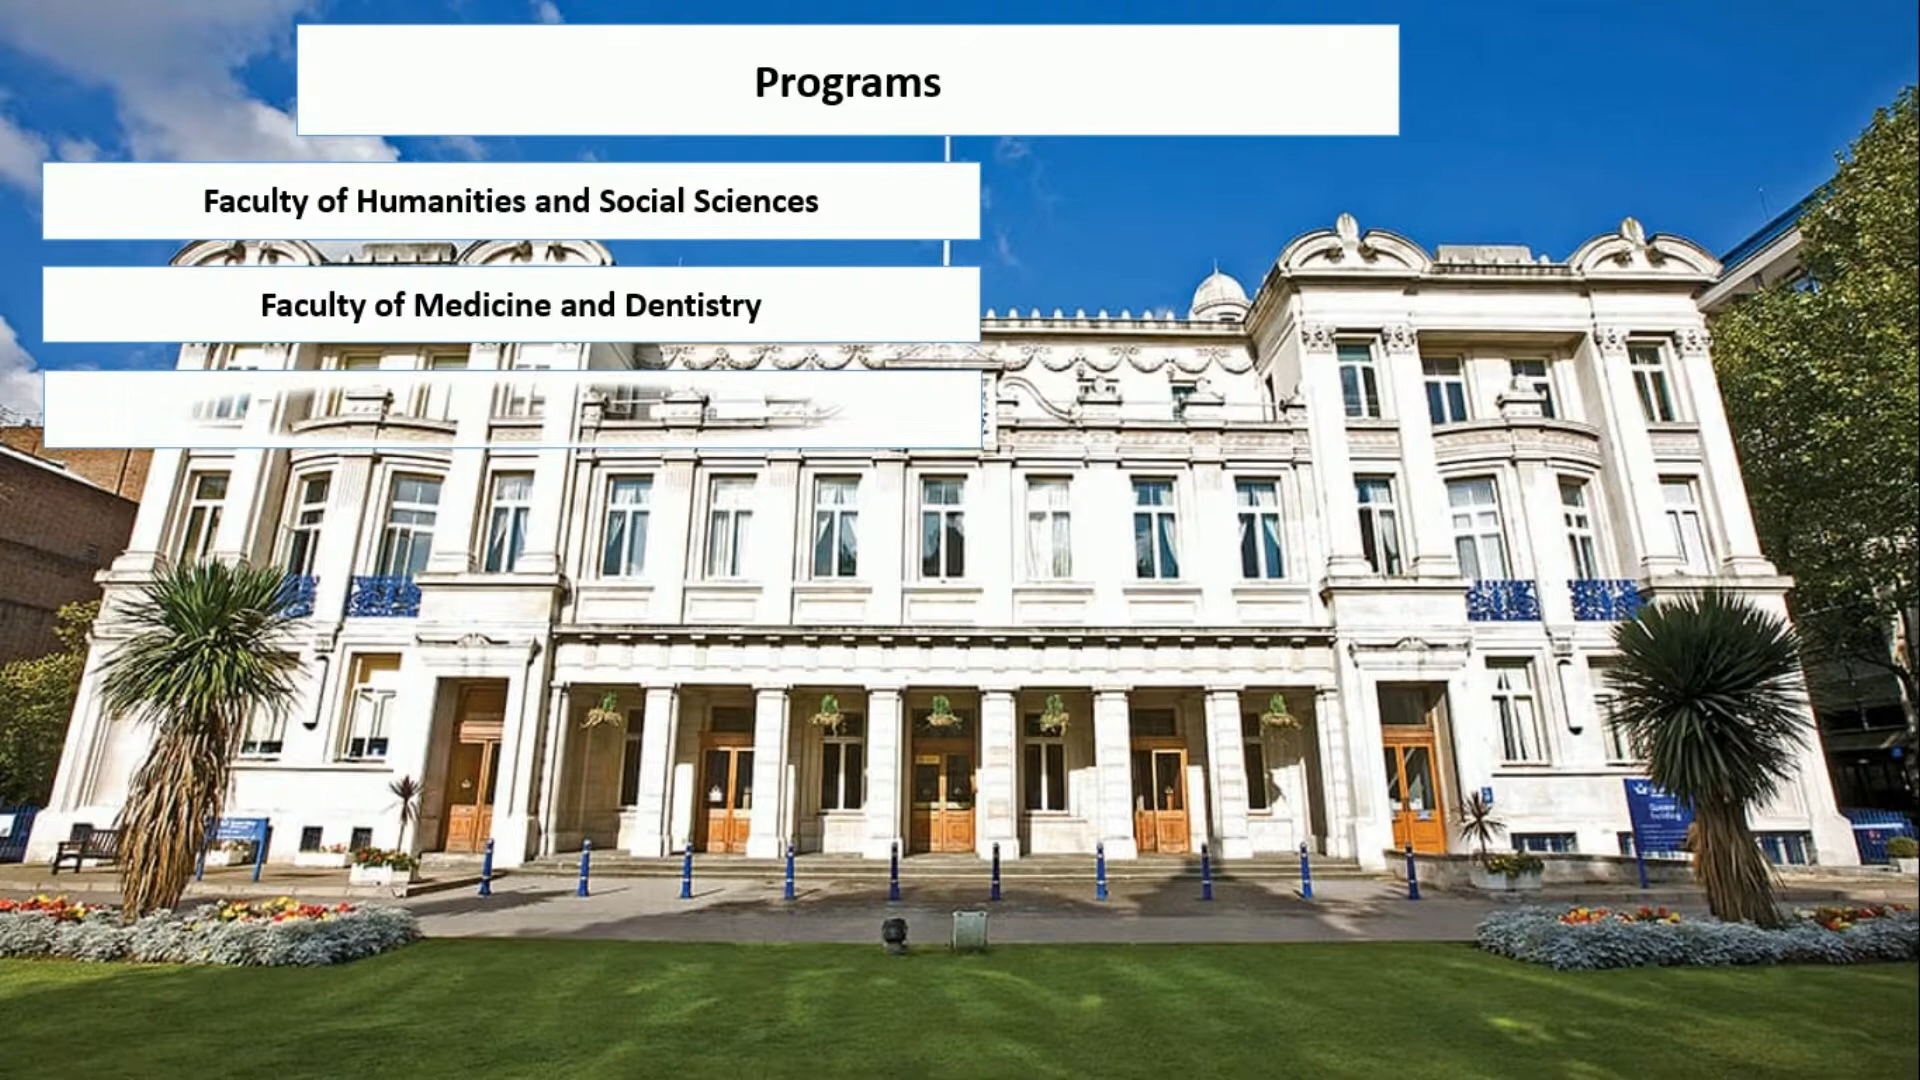 Programs
Faculty of Humanities and Social Sciences
Faculty of Medicine and Dentistry